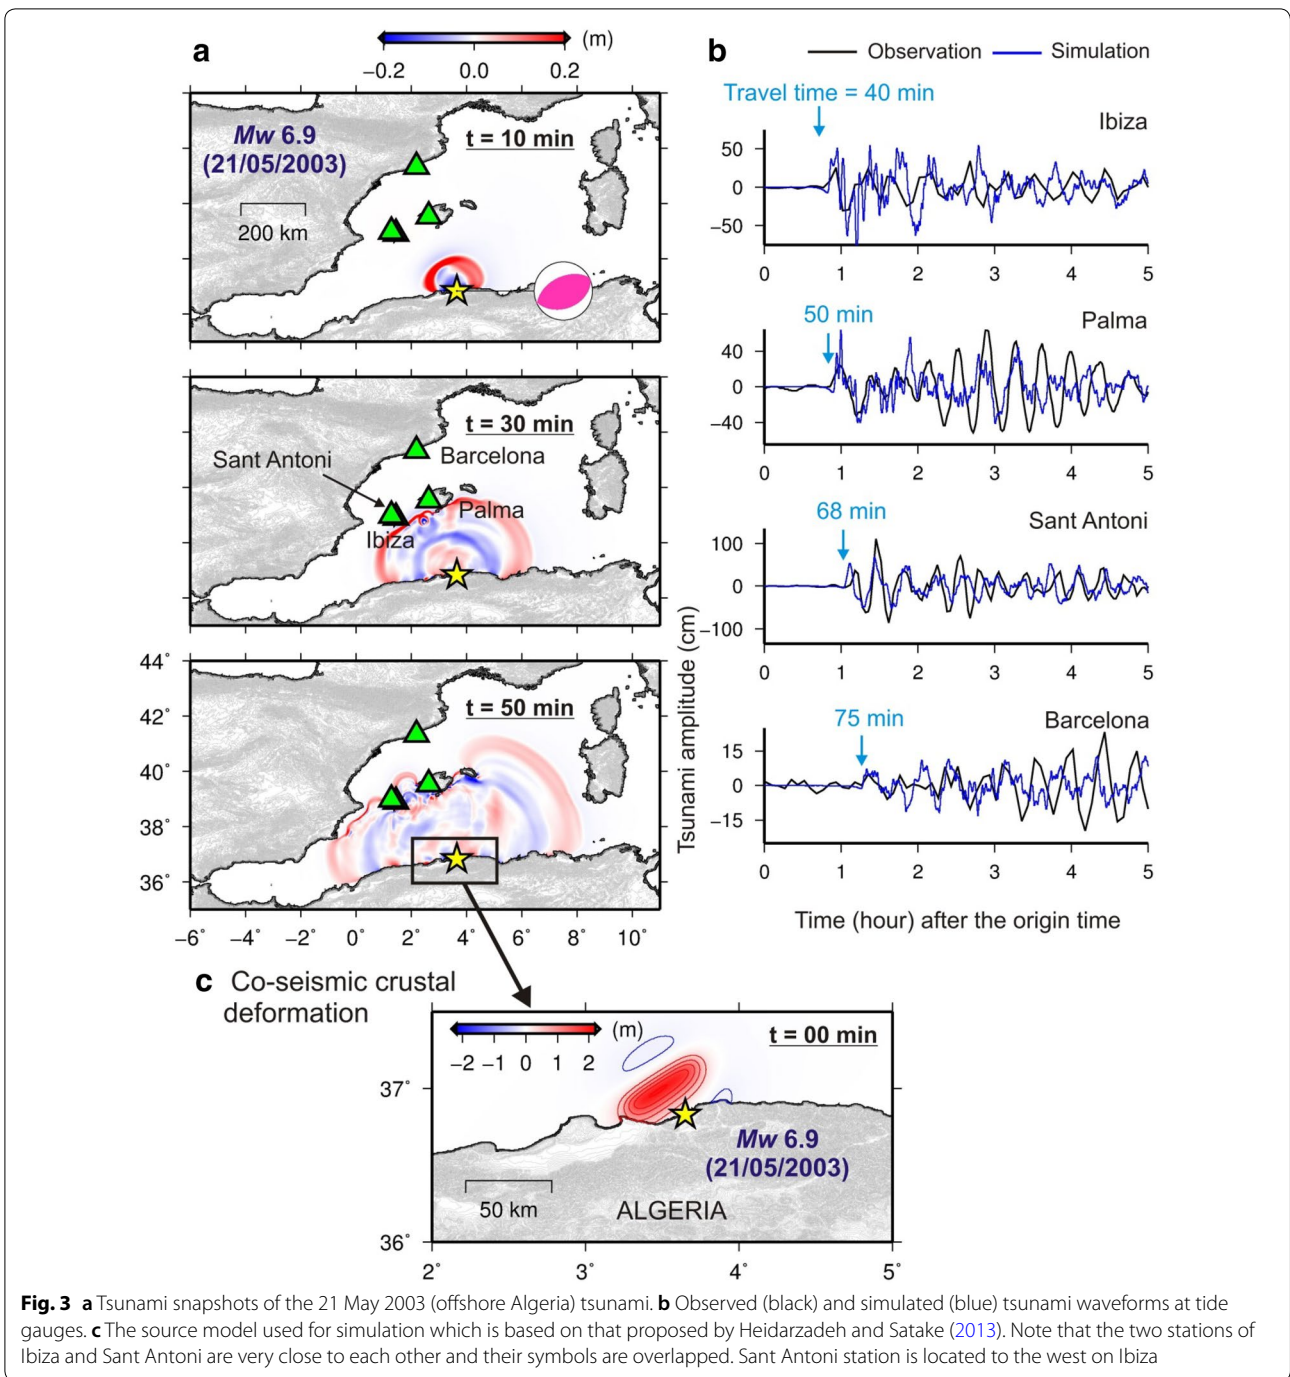 a
(m)
−0.2 0.0 0.2
Mw 6.9
(21/05/2003)
t = 10 min
200 km
t = 30 min
Sant Antoni
Barcelona
Palma
Ibiza
t = 50 min
44°
42°
40°
38°
36°
−6° −4° −2° 0° 2° 4° 6° 8° 10°
b
Observation Simulation
Travel time = 40 min
Ibiza
50
0
−50
0 1 2 3 4 5
50 min
Palma
40
0
−40
0 1 2 3 4 5
68 min
Sant Antoni
100
0
−100
0 1 2 3 4 5
75 min
Barcelona
15
0
−15
0 1 2 3 4 5
Tsunami amplitude (cm)
Time (hour) after the origin time
c Co-seismic crustal
deformation
(m)
−2 −1 0 1 2
t = 00 min
37°
36°
Mw 6.9
(21/05/2003)
50 km
ALGERIA
2° 3° 4° 5°
Fig. 3 a Tsunami snapshots of the 21 May 2003 (offshore Algeria) tsunami. b Observed (black) and simulated (blue) tsunami waveforms at tide
gauges. c The source model used for simulation which is based on that proposed by Heidarzadeh and Satake (2013). Note that the two stations of
Ibiza and Sant Antoni are very close to each other and their symbols are overlapped. Sant Antoni station is located to the west on Ibiza